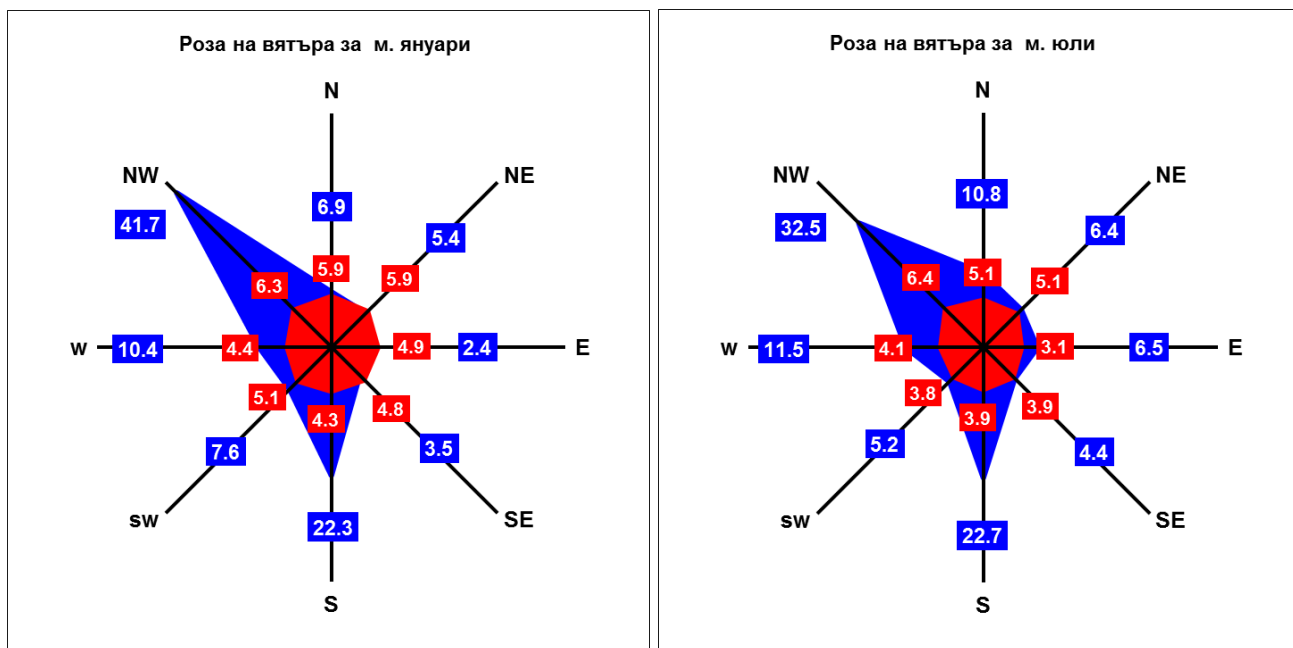 Роза на вятъра за м. януари
N
NW
NE
41.7
6.9
5.4
5.9
5.9
6.3
w
10.4
4.4
4.9
2.4
E
5.1
4.3
4.8
7.6
3.5
sw
22.3
SE
S
Роза на вятъра за м. юли
N
NW
NE
32.5
10.8
6.4
5.1
5.1
6.4
w
11.5
4.1
3.1
6.5
E
3.8
3.9
3.9
5.2
4.4
sw
22.7
SE
S